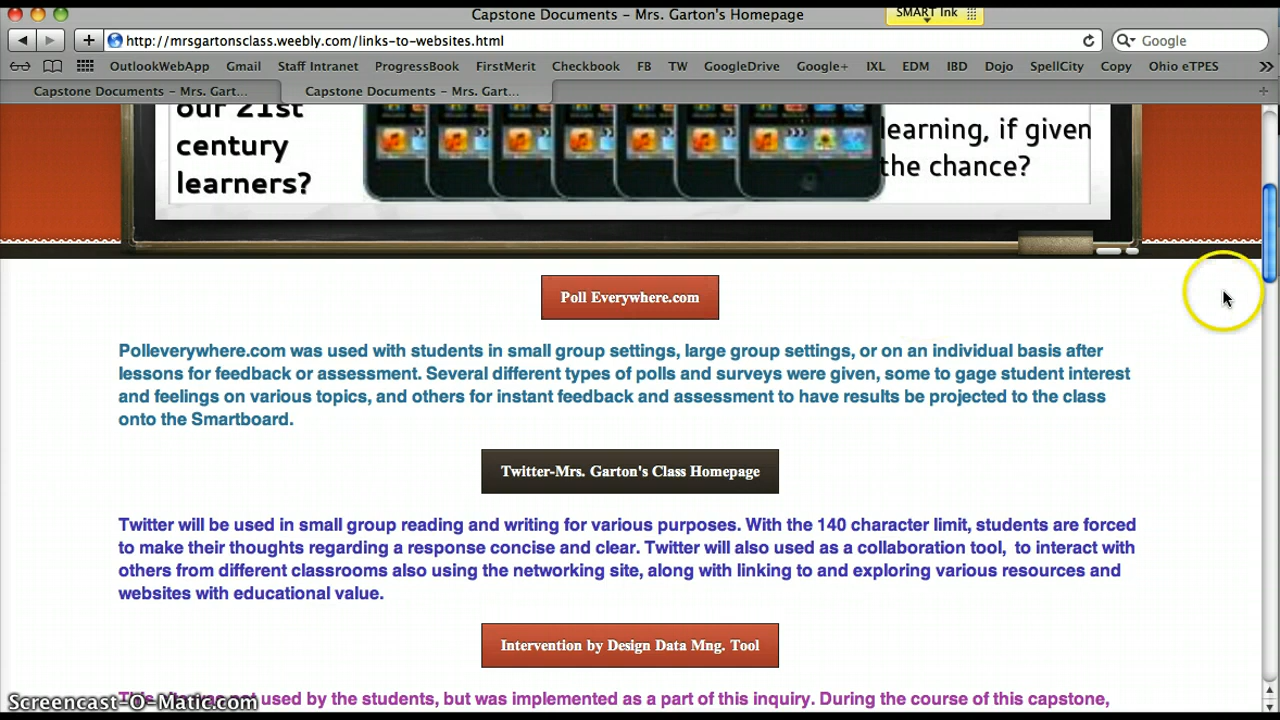 Capstone Documents – Mrs. Garton's Homepage
SMART Ink
http://mrsgartonsclass.weebly.com/links-to-websites.html
Google
OutlookWebApp Gmail Staff Intranet ProgressBook FirstMerit Checkbook FB TW GoogleDrive Google+ IXL EDM IBD Dojo SpellCity Copy Ohio eTPES
Capstone Documents – Mrs. Gart...
Capstone Documents – Mrs. Gart...
our 21st
century
learners?
learning, if given
the chance?
Poll Everywhere.com
Polleverywhere.com was used with students in small group settings, large group settings, or on an individual basis after
lessons for feedback or assessment. Several different types of polls and surveys were given, some to gage student interest
and feelings on various topics, and others for instant feedback and assessment to have results be projected to the class
onto the Smartboard.
Twitter-Mrs. Garton's Class Homepage
Twitter will be used in small group reading and writing for various purposes. With the 140 character limit, students are forced
to make their thoughts regarding a response concise and clear. Twitter will also used as a collaboration tool, to interact with
others from different classrooms also using the networking site, along with linking to and exploring various resources and
websites with educational value.
Intervention by Design Data Mng. Tool
used by the students, but was implemented as a part of this inquiry. During the course of this capstone,
Screencast-O-Matic.com